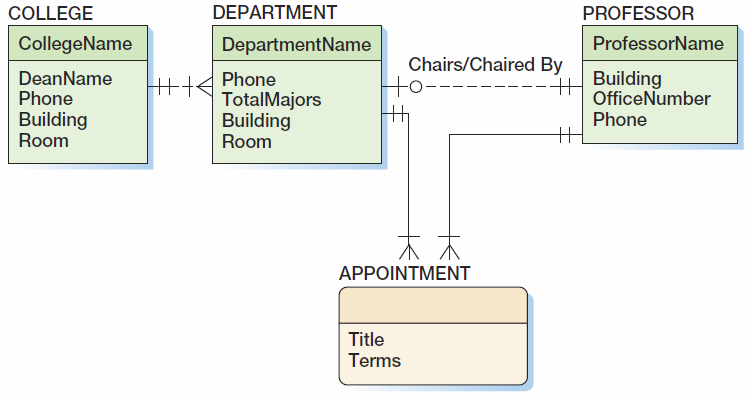 COLLEGE
CollegeName
DeanName
Phone
Building
Room
DEPARTMENT
DepartmentName
Phone
TotalMajors
Building
Room
Chairs/Chaired By
PROFESSOR
ProfessorName
Building
OfficeNumber
Phone
APPOINTMENT
Title
Terms